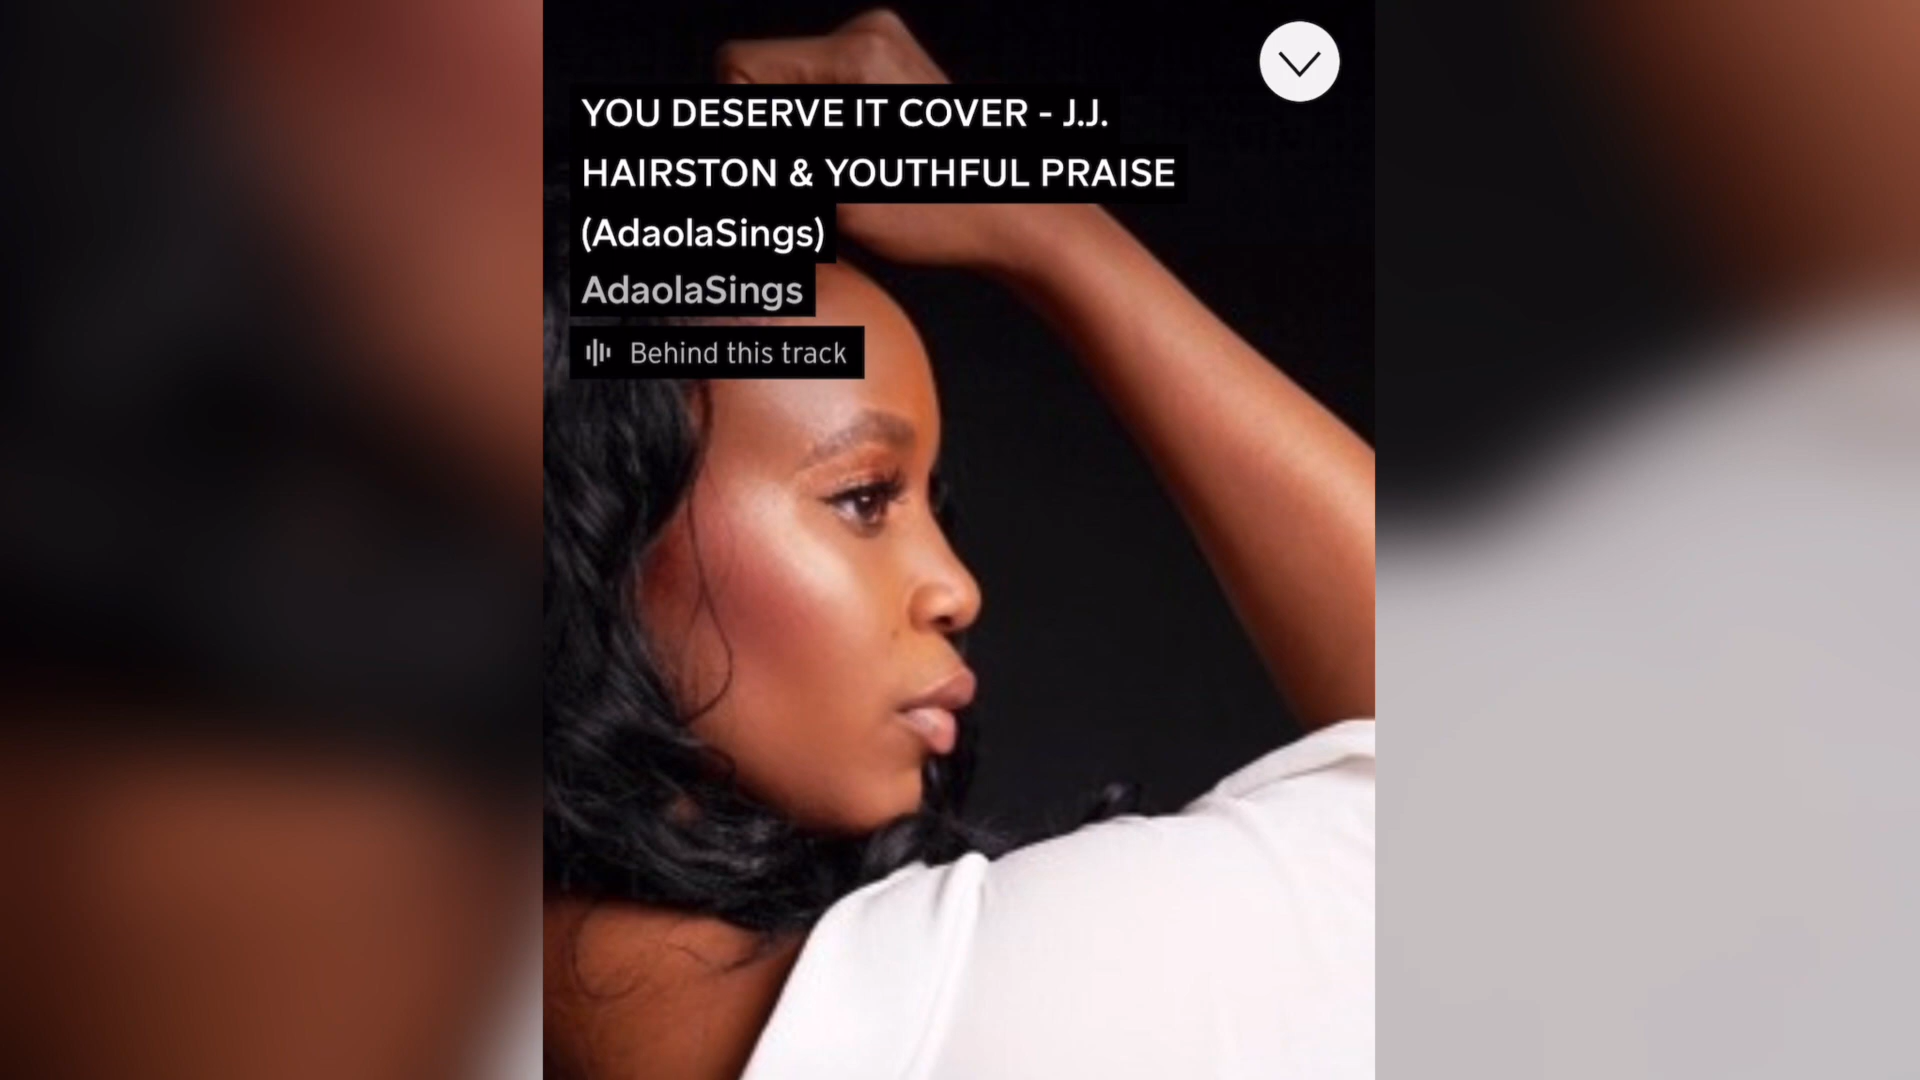 YOU DESERVE IT COVER - J.J.
HAIRSTON & YOUTHFUL PRAISE
(AdaolaSings)
AdaolaSings
Behind this track